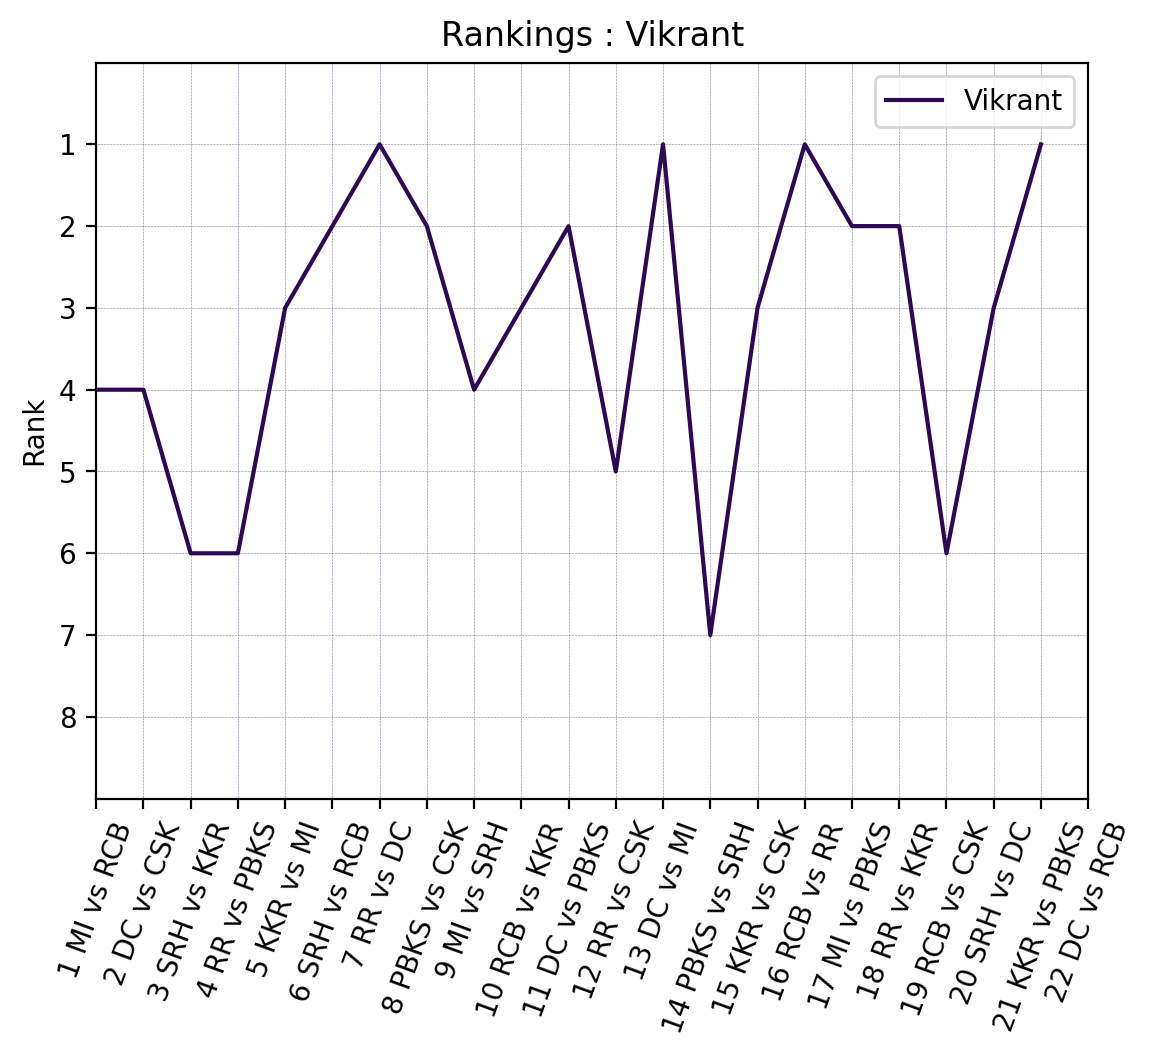 Rankings : Vikrant
Vikrant
Rank
1
2
3
4
5
6
7
8
1 MI vs RCB
2 DC vs CSK
3 SRH vs KKR
4 RR vs PBKS
5 KKR vs MI
6 SRH vs RCB
7 RR vs DC
8 PBKS vs CSK
9 MI vs SRH
10 RCB vs KKR
11 DC vs PBKS
12 RR vs CSK
13 DC vs MI
14 PBKS vs SRH
15 KKR vs CSK
16 RCB vs RR
17 MI vs PBKS
18 RR vs KKR
19 RCB vs CSK
20 SRH vs DC
21 KKR vs PBKS
22 DC vs RCB